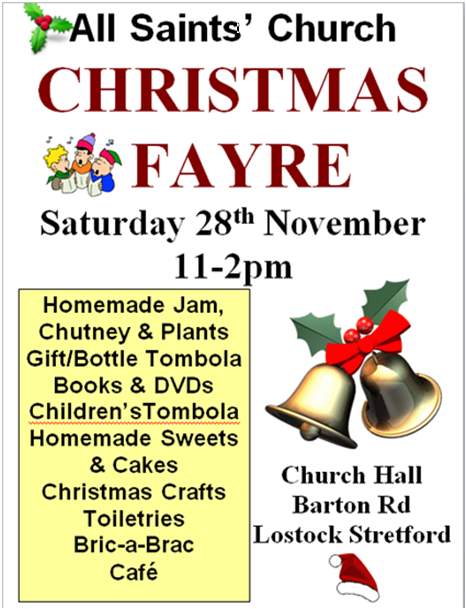 All Saints’ Church
CHRISTMAS
FAYRE
Saturday 28th November
11-2pm
Homemade Jam,
Chutney & Plants
Gift/Bottle Tombola
Books & DVDs
Children’sTombola
Homemade Sweets
& Cakes
Christmas Crafts
Toiletries
Bric-a-Brac
Café
Church Hall
Barton Rd
Lostock Stretford